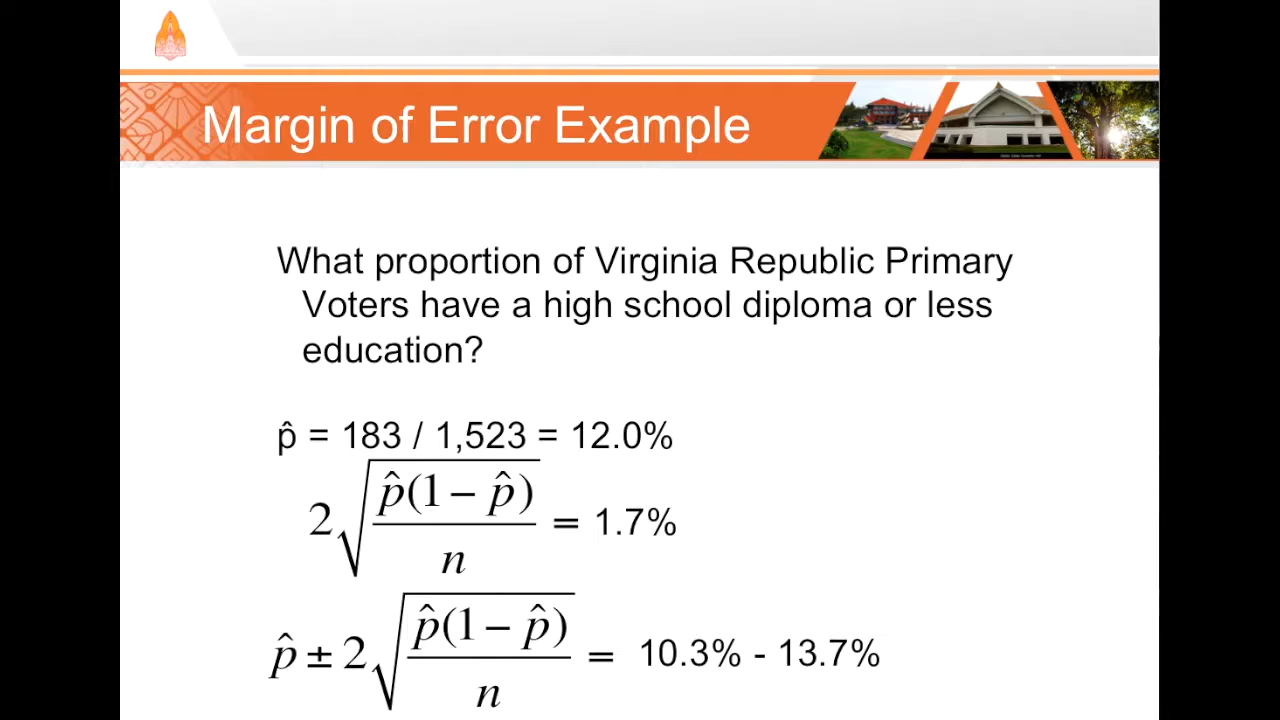 Margin of Error Example
What proportion of Virginia Republic Primary
Voters have a high school diploma or less
education?
p̂ = 183 / 1,523 = 12.0%
2√(p̂(1 − p̂)/n) = 1.7%
p̂ ± 2√(p̂(1 − p̂)/n) = 10.3% - 13.7%